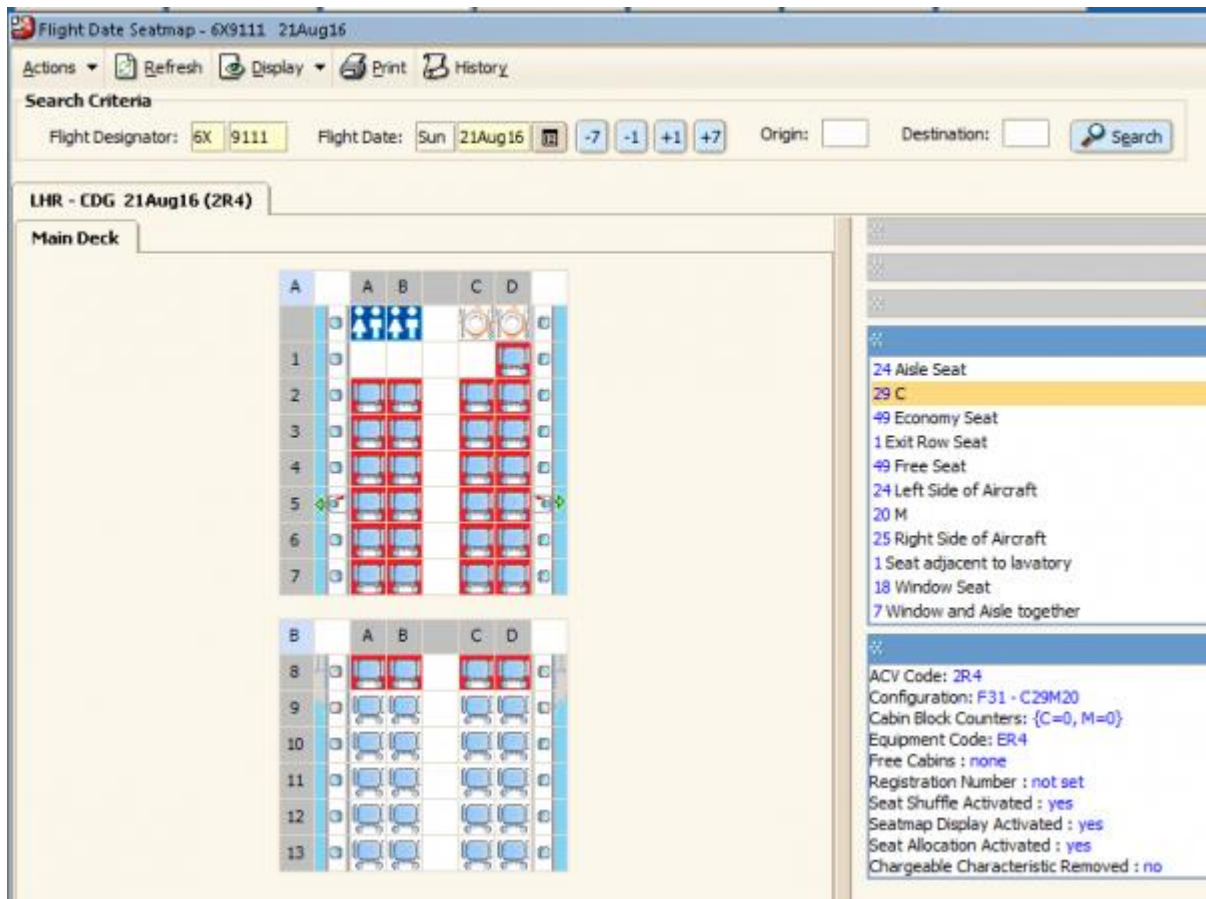 Flight Date Seatmap - 6X9111 21Aug16
Actions Refresh Display Print History
Search Criteria
Flight Designator: 6X 9111 Flight Date: Sun 21Aug16 12 -7 -1 +1 +7 Origin: Destination: Search
LHR - CDG 21Aug16 (2R4)
Main Deck
A A B C D
1
2
3
4
5
6
7
B A B C D
8
9
10
11
12
13
24 Aisle Seat
29 C
49 Economy Seat
1 Exit Row Seat
49 Free Seat
24 Left Side of Aircraft
20 M
25 Right Side of Aircraft
1 Seat adjacent to lavatory
18 Window Seat
7 Window and Aisle together
ACV Code: 2R4
Configuration: F31 - C29M20
Cabin Block Counters: {C=0, M=0}
Equipment Code: ER4
Free Cabins : none
Registration Number : not set
Seat Shuffle Activated : yes
Seatmap Display Activated : yes
Seat Allocation Activated : yes
Chargeable Characteristic Removed : no